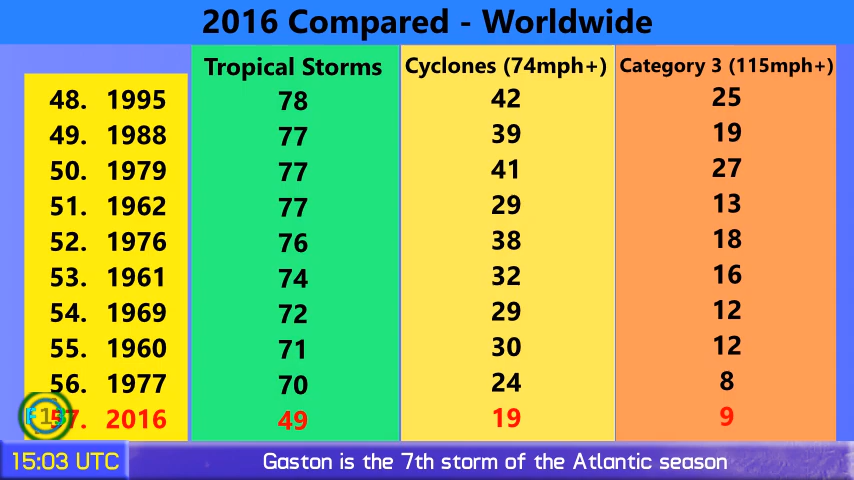 2016 Compared - Worldwide
Tropical Storms Cyclones (74mph+) Category 3 (115mph+)
48. 1995 78 42 25
49. 1988 77 39 19
50. 1979 77 41 27
51. 1962 77 29 13
52. 1976 76 38 18
53. 1961 74 32 16
54. 1969 72 29 12
55. 1960 71 30 12
56. 1977 70 24 8
57. 2016 49 19 9
15:03 UTC Gaston is the 7th storm of the Atlantic season